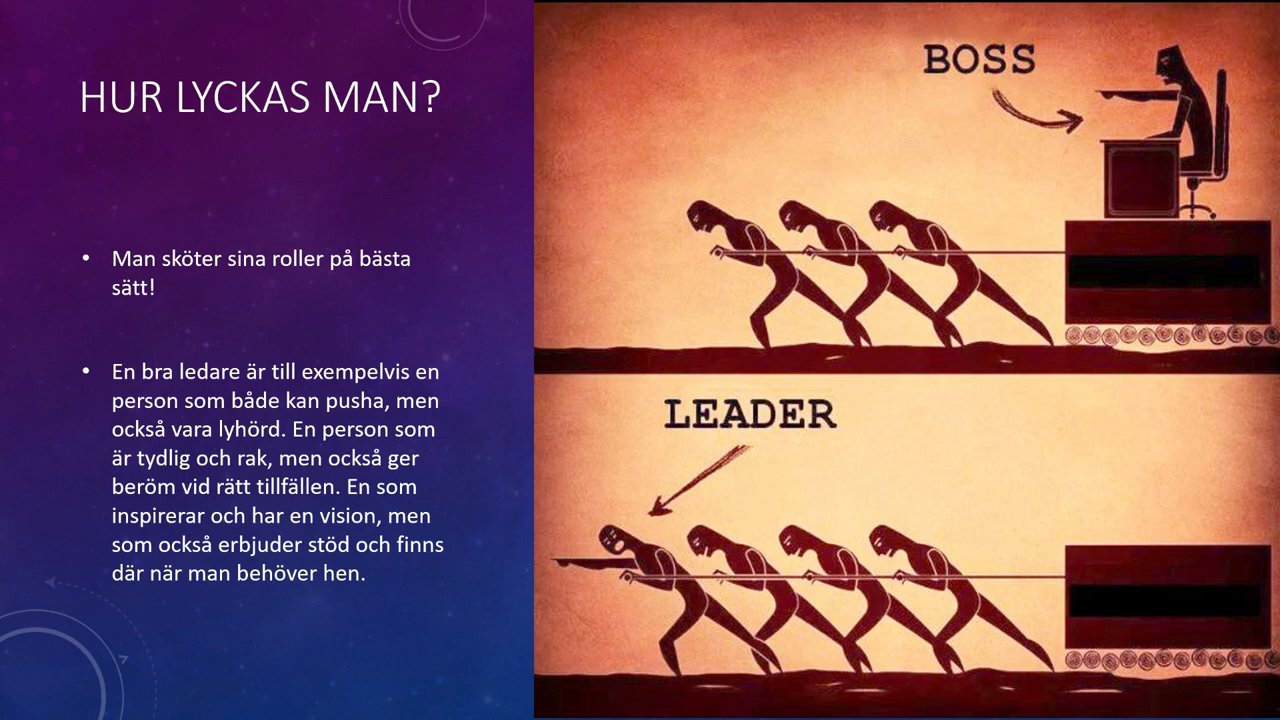 HUR LYCKAS MAN?
• Man sköter sina roller på bästa
sätt!
• En bra ledare är till exempelvis en
person som både kan pusha, men
också vara lyhörd. En person som
är tydlig och rak, men också ger
beröm vid rätt tillfällen. En som
inspirerar och har en vision, men
som också erbjuder stöd och finns
där när man behöver hen.
BOSS
LEADER